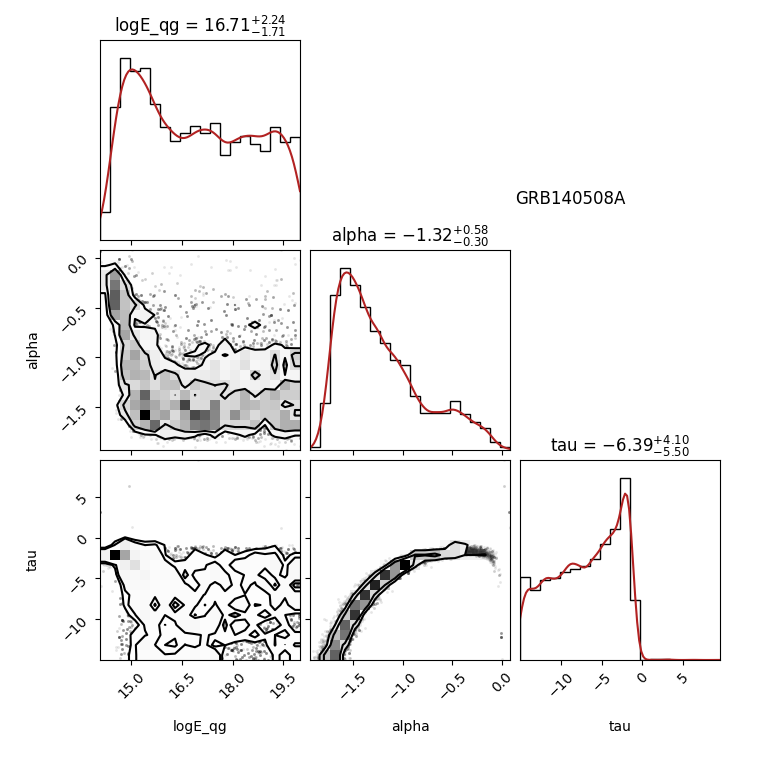 logE_qg = 16.71+2.24−1.71
GRB140508A
alpha = −1.32+0.58−0.30
0.0
−0.5
−1.0
−1.5
alpha
tau = −6.39+4.10−5.50
5
0
−5
−10
tau
15.0 16.5 18.0 19.5
−1.5 −1.0 −0.5 0.0
−10 −5 0 5
logE_qg alpha tau